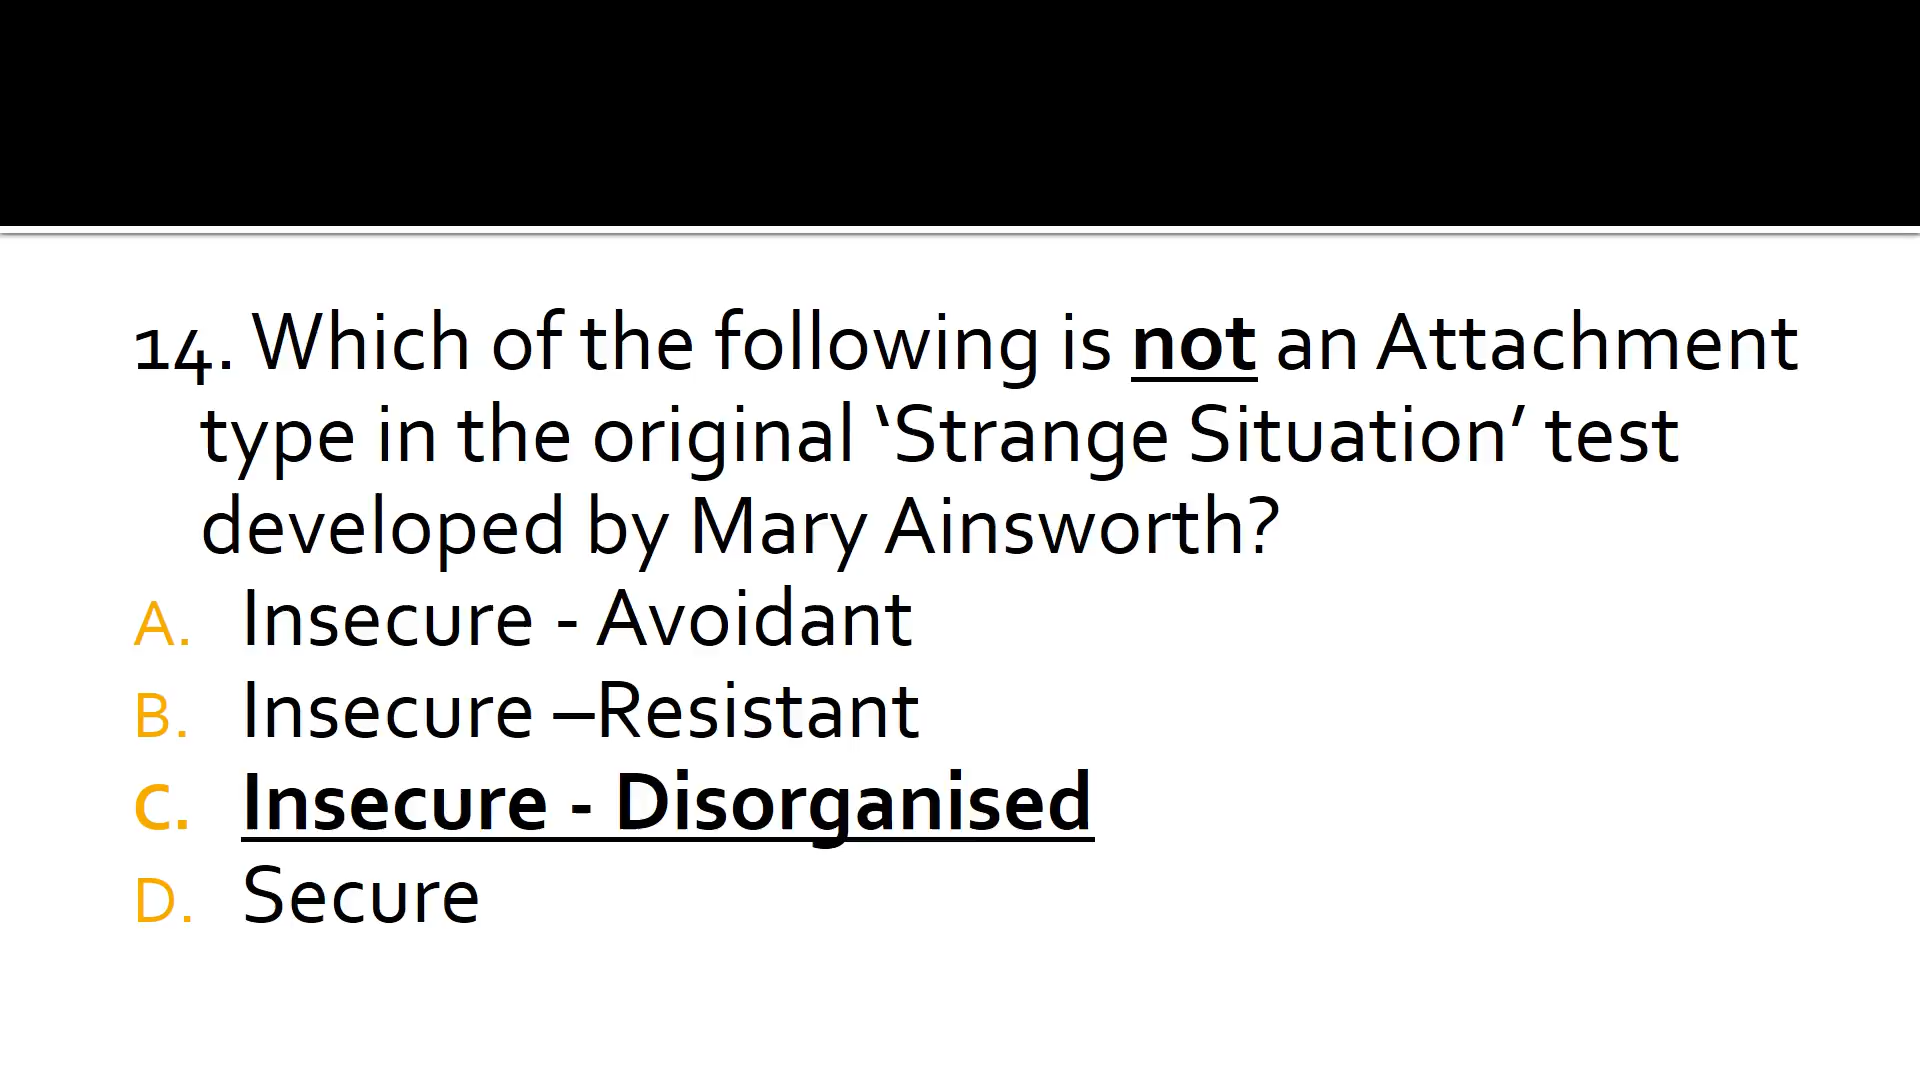 14. Which of the following is not an Attachment
type in the original ‘Strange Situation’ test
developed by Mary Ainsworth?
A. Insecure - Avoidant
B. Insecure –Resistant
C. Insecure - Disorganised
D. Secure